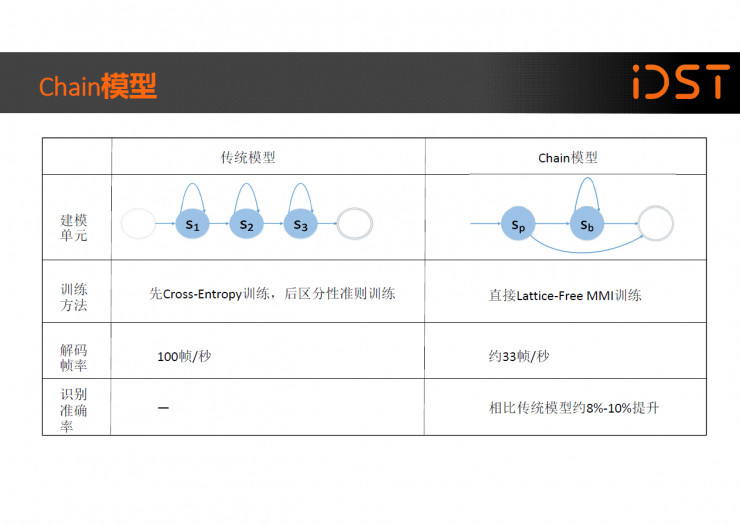 Chain模型
iDST
传统模型
Chain模型
建模
单元
S1
S2
S3
Sp
Sb
训练
方法
先Cross-Entropy训练，后区分性准则训练
直接Lattice-Free MMI训练
解码
帧率
100帧/秒
约33帧/秒
识别
准确
率
—
相比传统模型约8%-10%提升